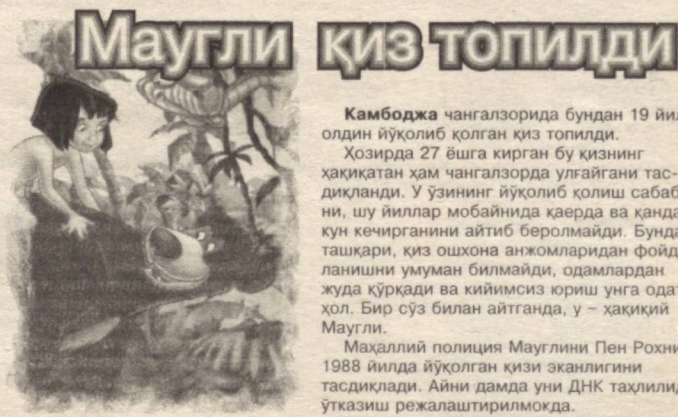 Маугли қиз топилди
Камбоджа чангалзорида бундан 19 йил
олдин йўқолиб қолган қиз топилди.
Ҳозирда 27 ёшга кирган бу қизнинг
ҳақиқатан ҳам чангалзорда улғайгани тас-
диқланди. У ўзининг йўқолиб қолиш сабаб
ни, шу йиллар мобайнида қаерда ва қанда
кун кечирганини айтиб беролмайди. Бунда
ташқари, қиз ошхона анжомларидан фойд
ланишни умуман билмайди, одамлардан
жуда қўрқади ва кийимсиз юриш унга одат
ҳол. Бир сўз билан айтганда, у – ҳақиқий
Маугли.
Маҳаллий полиция Мауглини Пен Рохни
1988 йилда йўқолган қизи эканлигини
тасдиқлади. Айни дамда уни ДНК таҳлилид
ўтказиш режалаштирилмоқда.